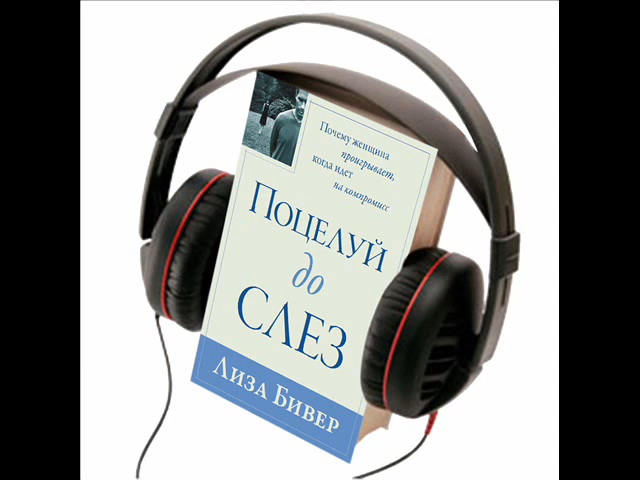 Почему женщина
проигрывает,
когда идет
на компромисс
Поцелуй
до
слез
Лиза Бивер